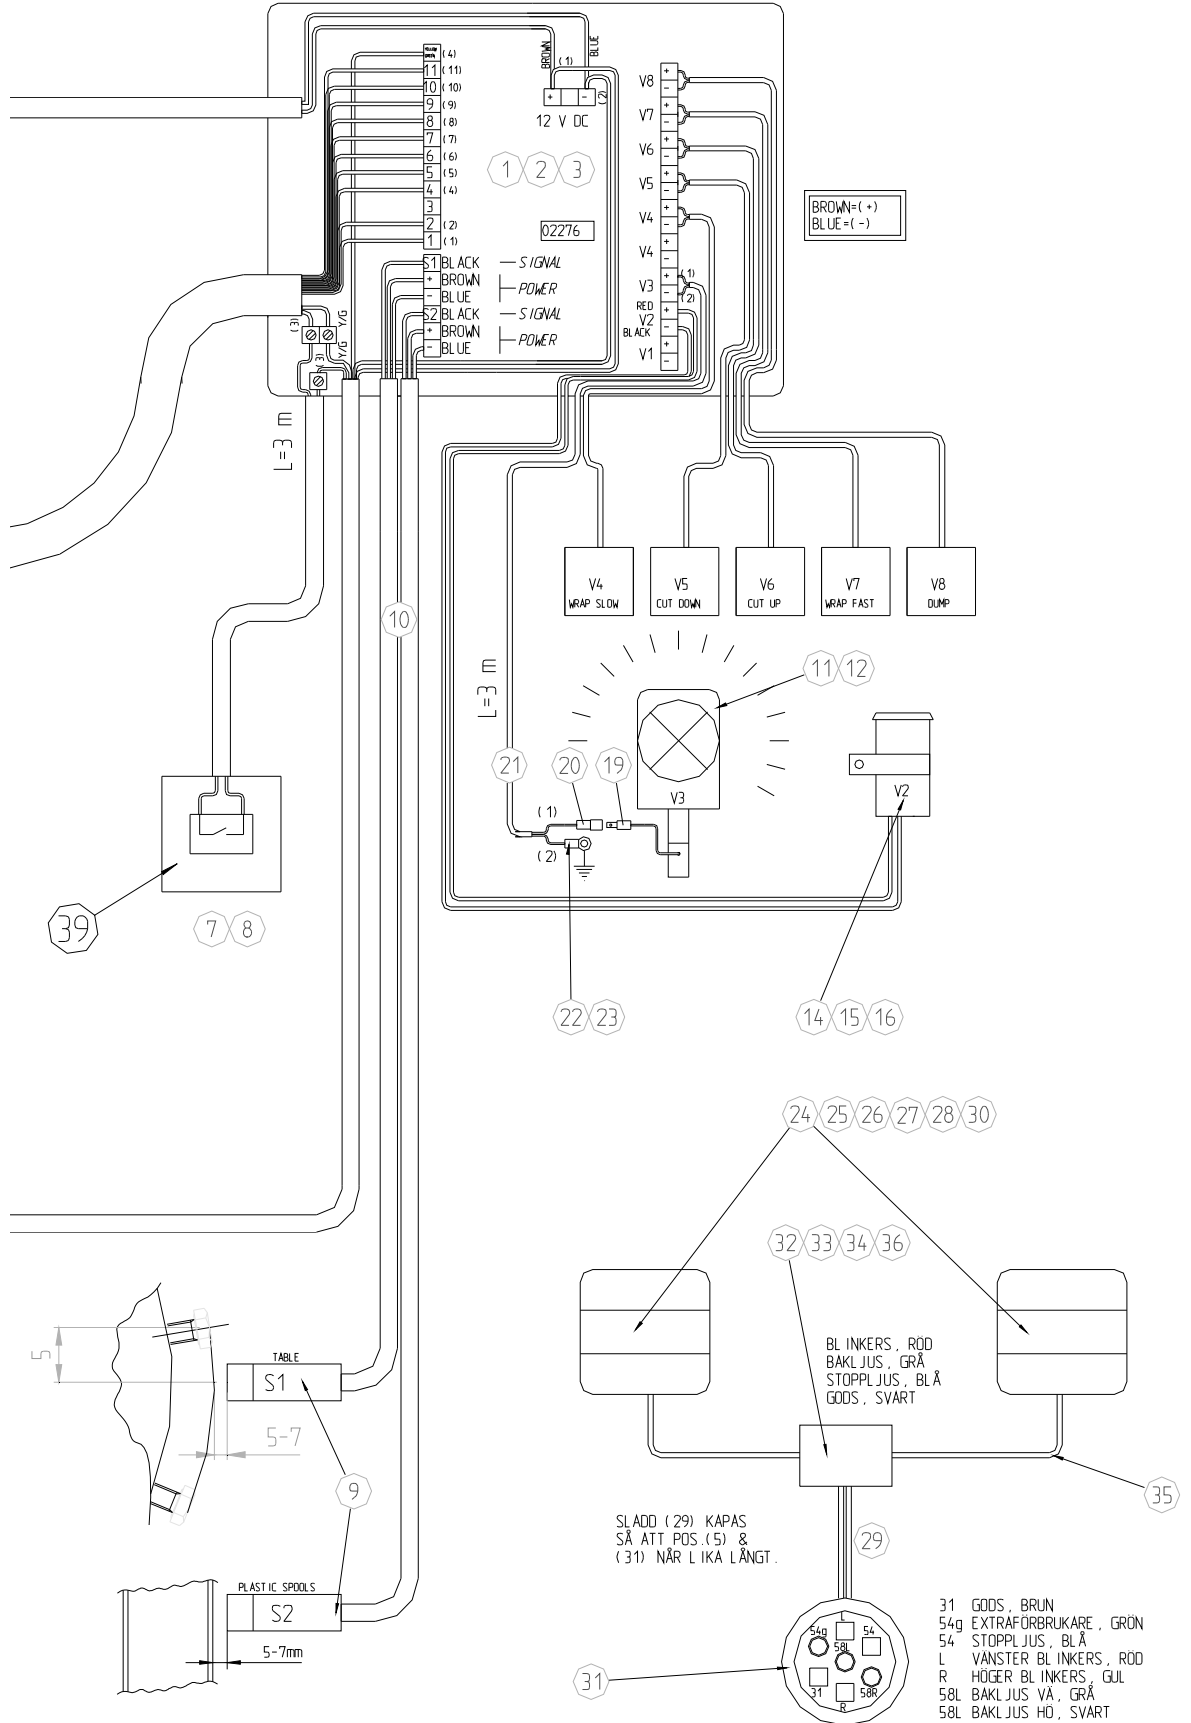 BROWN
BLUE
(1)
(2)
+ -
12 V DC
YELLOW
GREEN
(4)
11 (11)
10 (10)
9 (9)
8 (8)
7 (7)
6 (6)
5 (5)
4 (4)
3
2 (2)
1 (1)
S1 BLACK — SIGNAL
+ BROWN
POWER
- BLUE
S2 BLACK — SIGNAL
+ BROWN
POWER
- BLUE
1 2 3
02276
V8 + -
V7 + -
V6 + -
V5 + -
V4 + -
V4 + -
V3 + -
(1)
(2)
RED
V2 + -
BLACK
V1 + -
BROWN=(+)
BLUE=(-)
(3)
Y/G
(3)
Y/G
L=3 m
V4
WRAP SLOW
V5
CUT DOWN
V6
CUT UP
V7
WRAP FAST
V8
DUMP
10
L=3 m
11 12
21
20
19
V3
V2
(1)
(2)
39
7 8
22 23
14 15 16
24 25 26 27 28 30
32 33 34 36
BLINKERS, RÖD
BAKLJUS, GRÅ
STOPPLJUS, BLÅ
GODS, SVART
5
TABLE
S1
5-7
9
35
SLADD (29) KAPAS
SÅ ATT POS.(5) &
(31) NÅR LIKA LÅNGT.
29
PLASTIC SPOOLS
S2
5-7mm
31
L
54g
54
58L
31
58R
R
31 GODS, BRUN
54g EXTRAFÖRBRUKARE, GRÖN
54 STOPPLJUS, BLÅ
L VÄNSTER BLINKERS, RÖD
R HÖGER BLINKERS, GUL
58L BAKLJUS VÄ, GRÅ
58L BAKLJUS HÖ, SVART